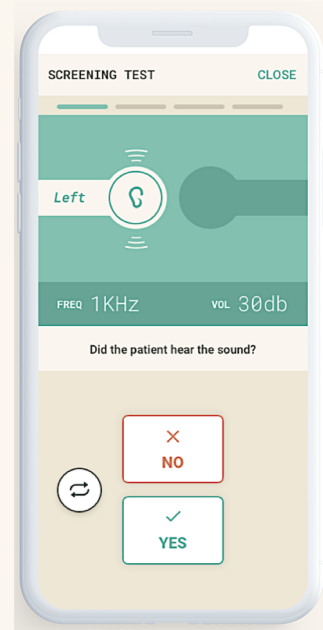 SCREENING TEST CLOSE
Left
FREQ 1KHz VOL 30db
Did the patient hear the sound?
NO
YES